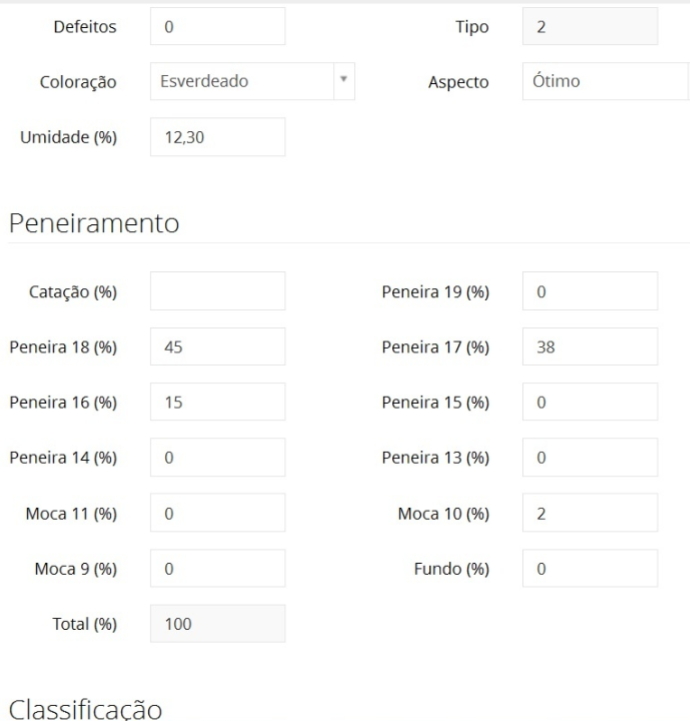 Defeitos 0 Tipo 2
Coloração Esverdeado Aspecto Ótimo
Umidade (%) 12,30
Peneiramento
Catação (%) Peneira 19 (%) 0
Peneira 18 (%) 45 Peneira 17 (%) 38
Peneira 16 (%) 15 Peneira 15 (%) 0
Peneira 14 (%) 0 Peneira 13 (%) 0
Moca 11 (%) 0 Moca 10 (%) 2
Moca 9 (%) 0 Fundo (%) 0
Total (%) 100
Classificação